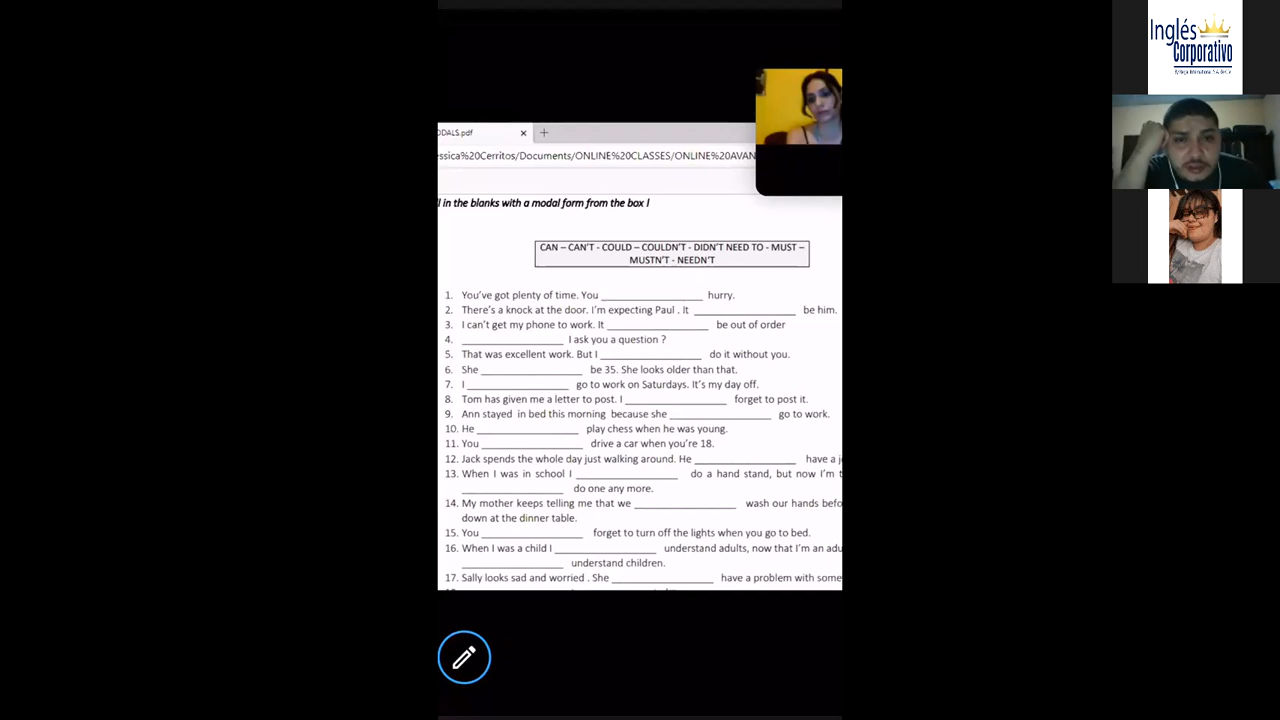 DDALS.pdf
essica%20Cerritos/Documents/ONLINE%20CLASSES/ONLINE%20AVAN
ll in the blanks with a modal form from the box I
CAN – CAN'T - COULD – COULDN'T - DIDN'T NEED TO - MUST –
MUSTN'T - NEEDN'T
1. You've got plenty of time. You ________________ hurry.
2. There's a knock at the door. I'm expecting Paul . It ________________ be him.
3. I can't get my phone to work. It ________________ be out of order
4. ________________ I ask you a question ?
5. That was excellent work. But I ________________ do it without you.
6. She ________________ be 35. She looks older than that.
7. I ________________ go to work on Saturdays. It's my day off.
8. Tom has given me a letter to post. I ________________ forget to post it.
9. Ann stayed in bed this morning because she ________________ go to work.
10. He ________________ play chess when he was young.
11. You ________________ drive a car when you're 18.
12. Jack spends the whole day just walking around. He ________________ have a j
13. When I was in school I ________________ do a hand stand, but now I'm t
________________ do one any more.
14. My mother keeps telling me that we ________________ wash our hands befo
down at the dinner table.
15. You ________________ forget to turn off the lights when you go to bed.
16. When I was a child I ________________ understand adults, now that I'm an adu
________________ understand children.
17. Sally looks sad and worried . She ________________ have a problem with some
Inglés
Corporativo